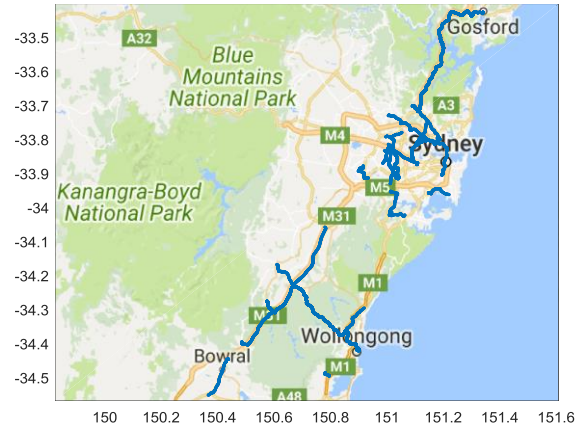 -33.5
-33.6
-33.7
-33.8
-33.9
-34
-34.1
-34.2
-34.3
-34.4
-34.5
A32
Gosford
Blue
Mountains
National Park
A3
M4
Sydney
M5
Kanangra-Boyd
National Park
M31
M1
M31
Wollongong
Bowral
M1
A48
150
150.2
150.4
150.6
150.8
151
151.2
151.4
151.6